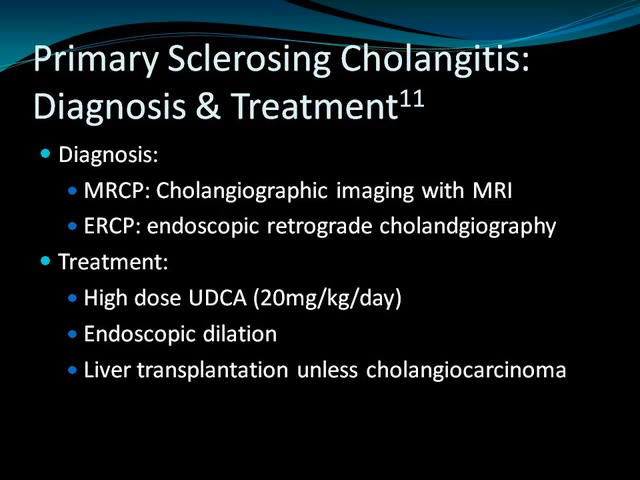 Primary Sclerosing Cholangitis:
Diagnosis & Treatment11
Diagnosis:
MRCP: Cholangiographic imaging with MRI
ERCP: endoscopic retrograde cholandgiography
Treatment:
High dose UDCA (20mg/kg/day)
Endoscopic dilation
Liver transplantation unless cholangiocarcinoma